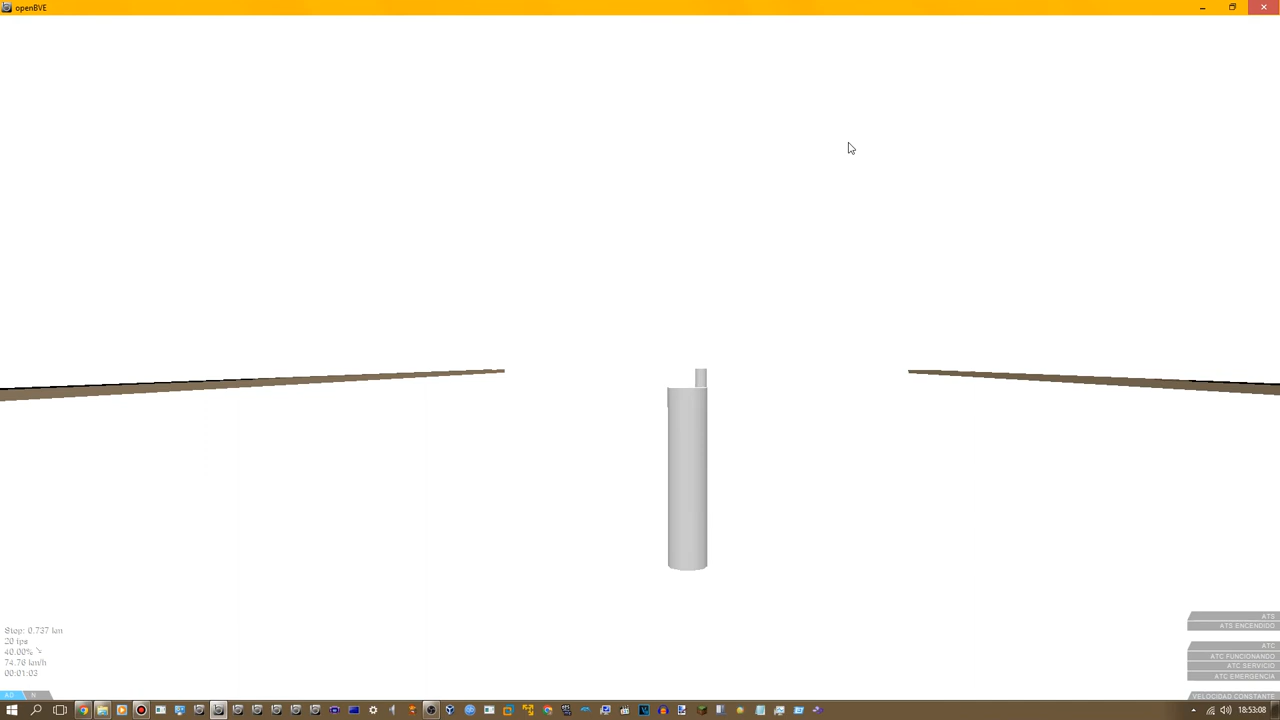 openBVE
Stop: 0.737 km
20 fps
40.00%
74.76 km/h
00:01:03
ATS
ATS ENCENDIDO
ATC
ATC FUNCIONANDO
ATC SERVICIO
ATC EMERGENCIA
VELOCIDAD CONSTANTE
N
18:53:08